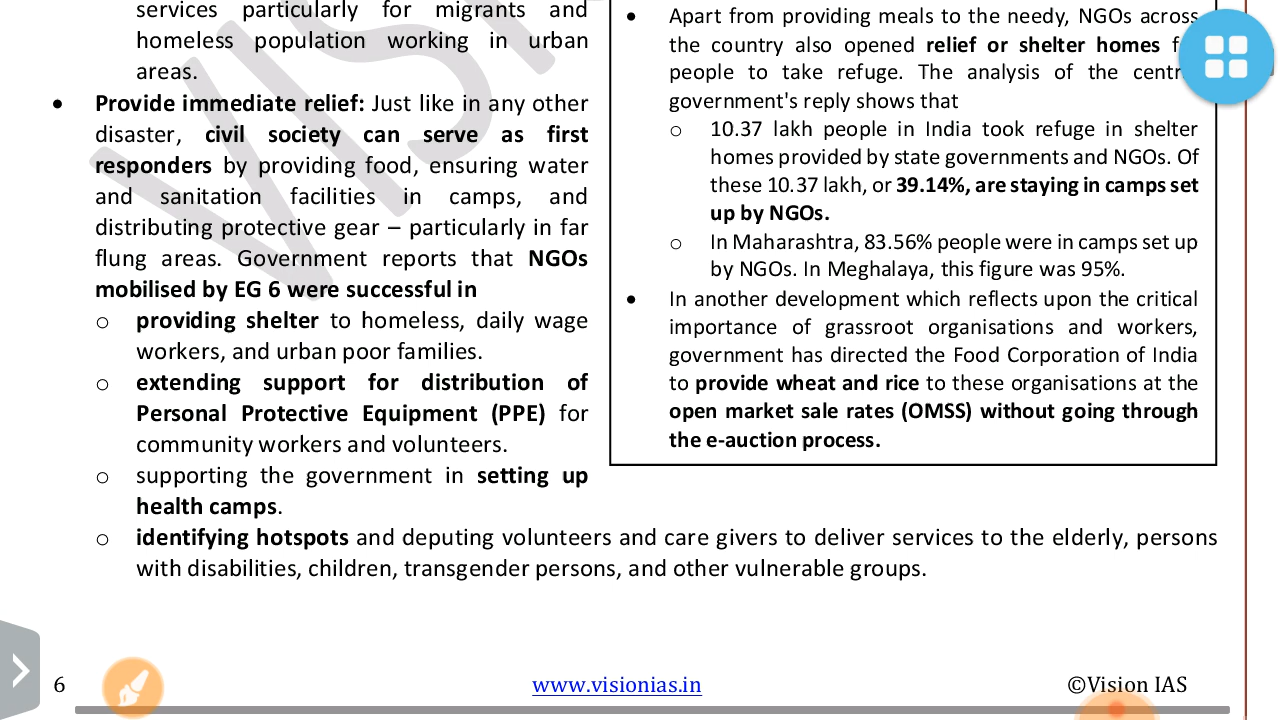 services particularly for migrants and
homeless population working in urban
areas.
• Provide immediate relief: Just like in any other
disaster, civil society can serve as first
responders by providing food, ensuring water
and sanitation facilities in camps, and
distributing protective gear – particularly in far
flung areas. Government reports that NGOs
mobilised by EG 6 were successful in
o providing shelter to homeless, daily wage
workers, and urban poor families.
o extending support for distribution of
Personal Protective Equipment (PPE) for
community workers and volunteers.
o supporting the government in setting up
health camps.
o identifying hotspots and deputing volunteers and care givers to deliver services to the elderly, persons
with disabilities, children, transgender persons, and other vulnerable groups.
• Apart from providing meals to the needy, NGOs across
the country also opened relief or shelter homes
people to take refuge. The analysis of the
government's reply shows that
o 10.37 lakh people in India took refuge in shelter
homes provided by state governments and NGOs. Of
these 10.37 lakh, or 39.14%, are staying in camps set
up by NGOs.
o In Maharashtra, 83.56% people were in camps set up
by NGOs. In Meghalaya, this figure was 95%.
• In another development which reflects upon the critical
importance of grassroot organisations and workers,
government has directed the Food Corporation of India
to provide wheat and rice to these organisations at the
open market sale rates (OMSS) without going through
the e-auction process.
6
www.visionias.in
©Vision IAS